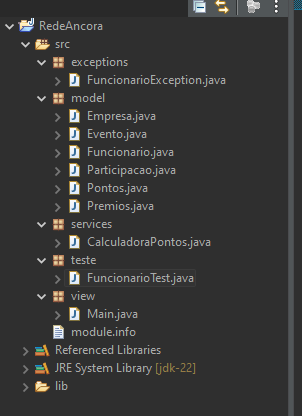 RedeAncora
src
exceptions
FuncionarioException.java
model
Empresa.java
Evento.java
Funcionario.java
Participacao.java
Pontos.java
Premios.java
services
CalculadoraPontos.java
teste
FuncionarioTest.java
view
Main.java
module.info
Referenced Libraries
JRE System Library [jdk-22]
lib